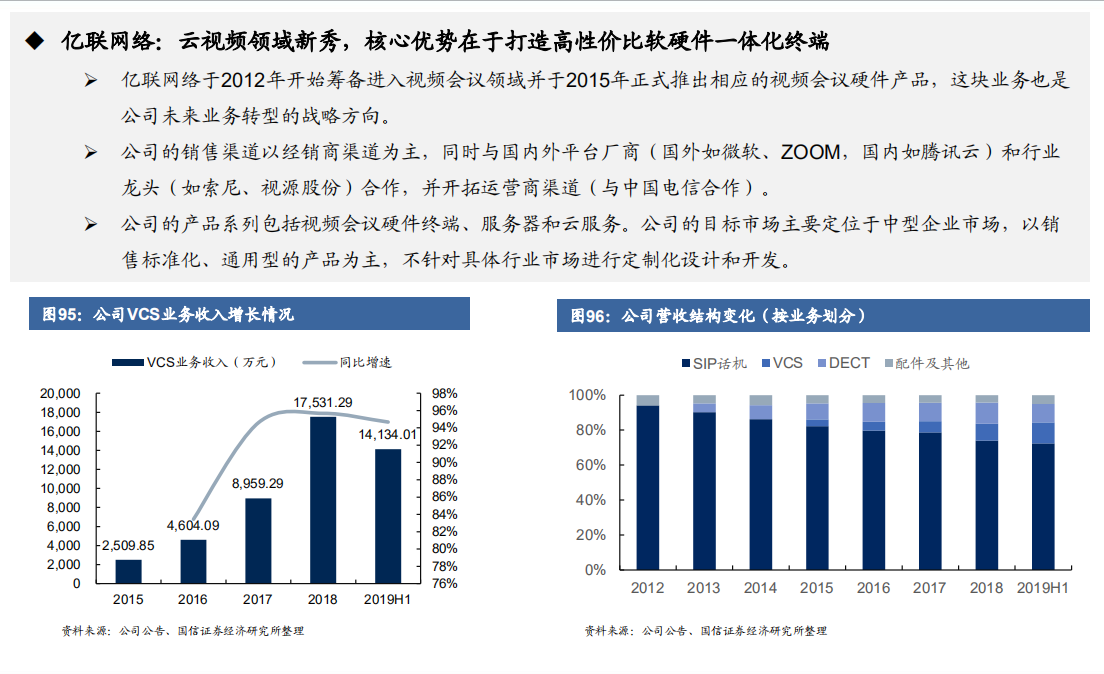 ◆ 亿联网络：云视频领域新秀，核心优势在于打造高性价比软硬件一体化终端
➢ 亿联网络于2012年开始筹备进入视频会议领域并于2015年正式推出相应的视频会议硬件产品，这块业务也是
公司未来业务转型的战略方向。
➢ 公司的销售渠道以经销商渠道为主，同时与国内外平台厂商（国外如微软、ZOOM，国内如腾讯云）和行业
龙头（如索尼、视源股份）合作，并开拓运营商渠道（与中国电信合作）。
➢ 公司的产品系列包括视频会议硬件终端、服务器和云服务。公司的目标市场主要定位于中型企业市场，以销
售标准化、通用型的产品为主，不针对具体行业市场进行定制化设计和开发。
图95：公司VCS业务收入增长情况
VCS业务收入（万元） 同比增速
20,000
18,000
16,000
14,000
12,000
10,000
8,000
6,000
4,000
2,000
0
98%
96%
94%
92%
90%
88%
86%
84%
82%
80%
78%
76%
2,509.85
4,604.09
8,959.29
17,531.29
14,134.01
2015 2016 2017 2018 2019H1
资料来源：公司公告、国信证券经济研究所整理
图96：公司营收结构变化（按业务划分）
SIP话机 VCS DECT 配件及其他
100%
80%
60%
40%
20%
0%
2012 2013 2014 2015 2016 2017 2018 2019H1
资料来源：公司公告、国信证券经济研究所整理